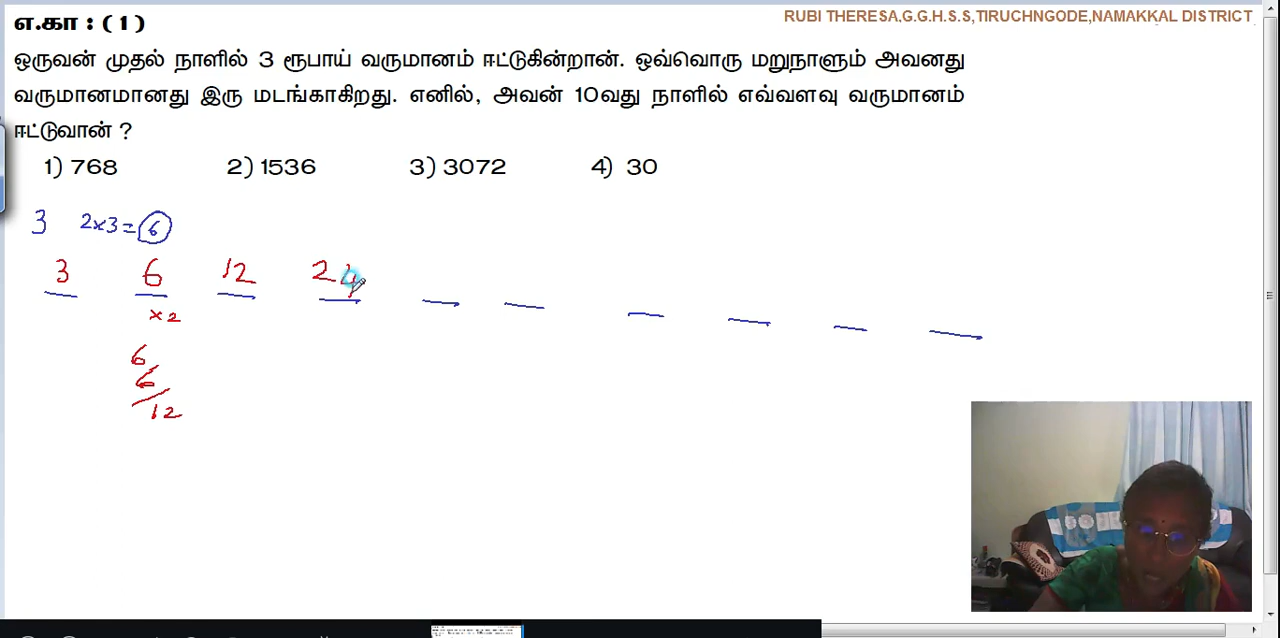 RUBI THERESA,G.G.H.S.S,TIRUCHNGODE,NAMAKKAL DISTRICT
எ.கா : ( 1 )
ஒருவன் முதல் நாளில் 3 ரூபாய் வருமானம் ஈட்டுகின்றான். ஒவ்வொரு மறுநாளும் அவனது
வருமானமானது இரு மடங்காகிறது. எனில், அவன் 10வது நாளில் எவ்வளவு வருமானம்
ஈட்டுவான் ?
1) 768 2) 1536 3) 3072 4) 30
3 2×3=6
3 6 12 24
×2
6
6
12